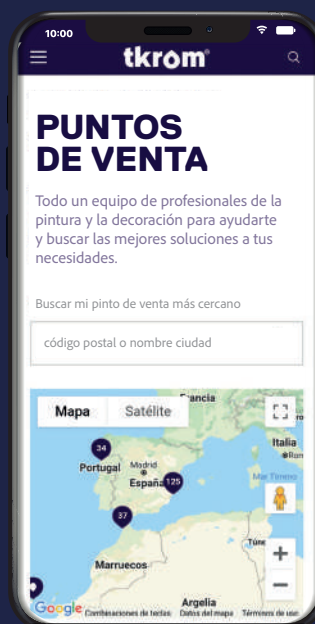 10:00
tkrom
PUNTOS
DE VENTA
Todo un equipo de profesionales de la
pintura y la decoración para ayudarte
y buscar las mejores soluciones a tus
necesidades.
Buscar mi pinto de venta más cercano
código postal o nombre ciudad
Mapa Satélite
Francia
Italia
34
Portugal Madrid
España 125
37
Marruecos
Argelia
Google Combinaciones de teclas Datos del mapa Términos de uso